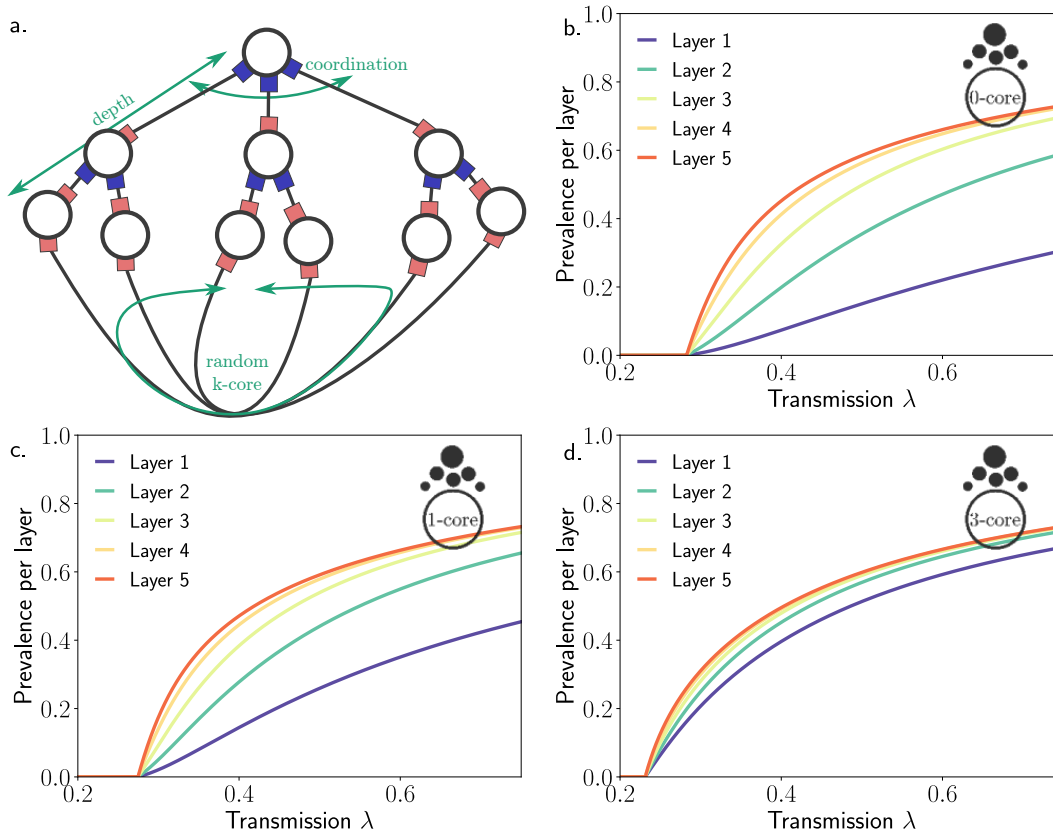 a.
coordination
depth
random
k-core
b.
Layer 1
Layer 2
Layer 3
Layer 4
Layer 5
0-core
Prevalence per layer
1.0
0.8
0.6
0.4
0.2
0.0
0.2
0.4
0.6
Transmission λ
c.
Layer 1
Layer 2
Layer 3
Layer 4
Layer 5
1-core
Prevalence per layer
1.0
0.8
0.6
0.4
0.2
0.0
0.2
0.4
0.6
Transmission λ
d.
Layer 1
Layer 2
Layer 3
Layer 4
Layer 5
3-core
Prevalence per layer
1.0
0.8
0.6
0.4
0.2
0.0
0.2
0.4
0.6
Transmission λ